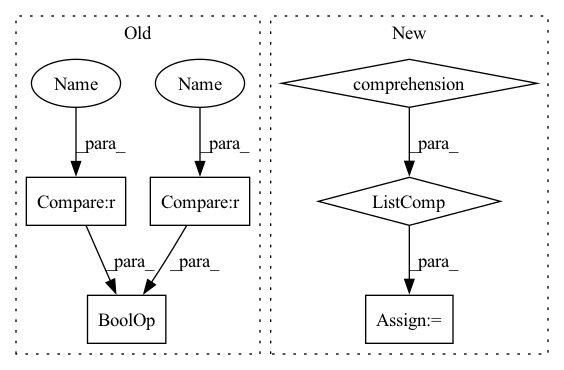 Old
New
Name
Name
comprehension
_para_
_para_
_para_
Compare:r
Compare:r
ListComp
_para_
_para_
_para_
BoolOp
Assign:=